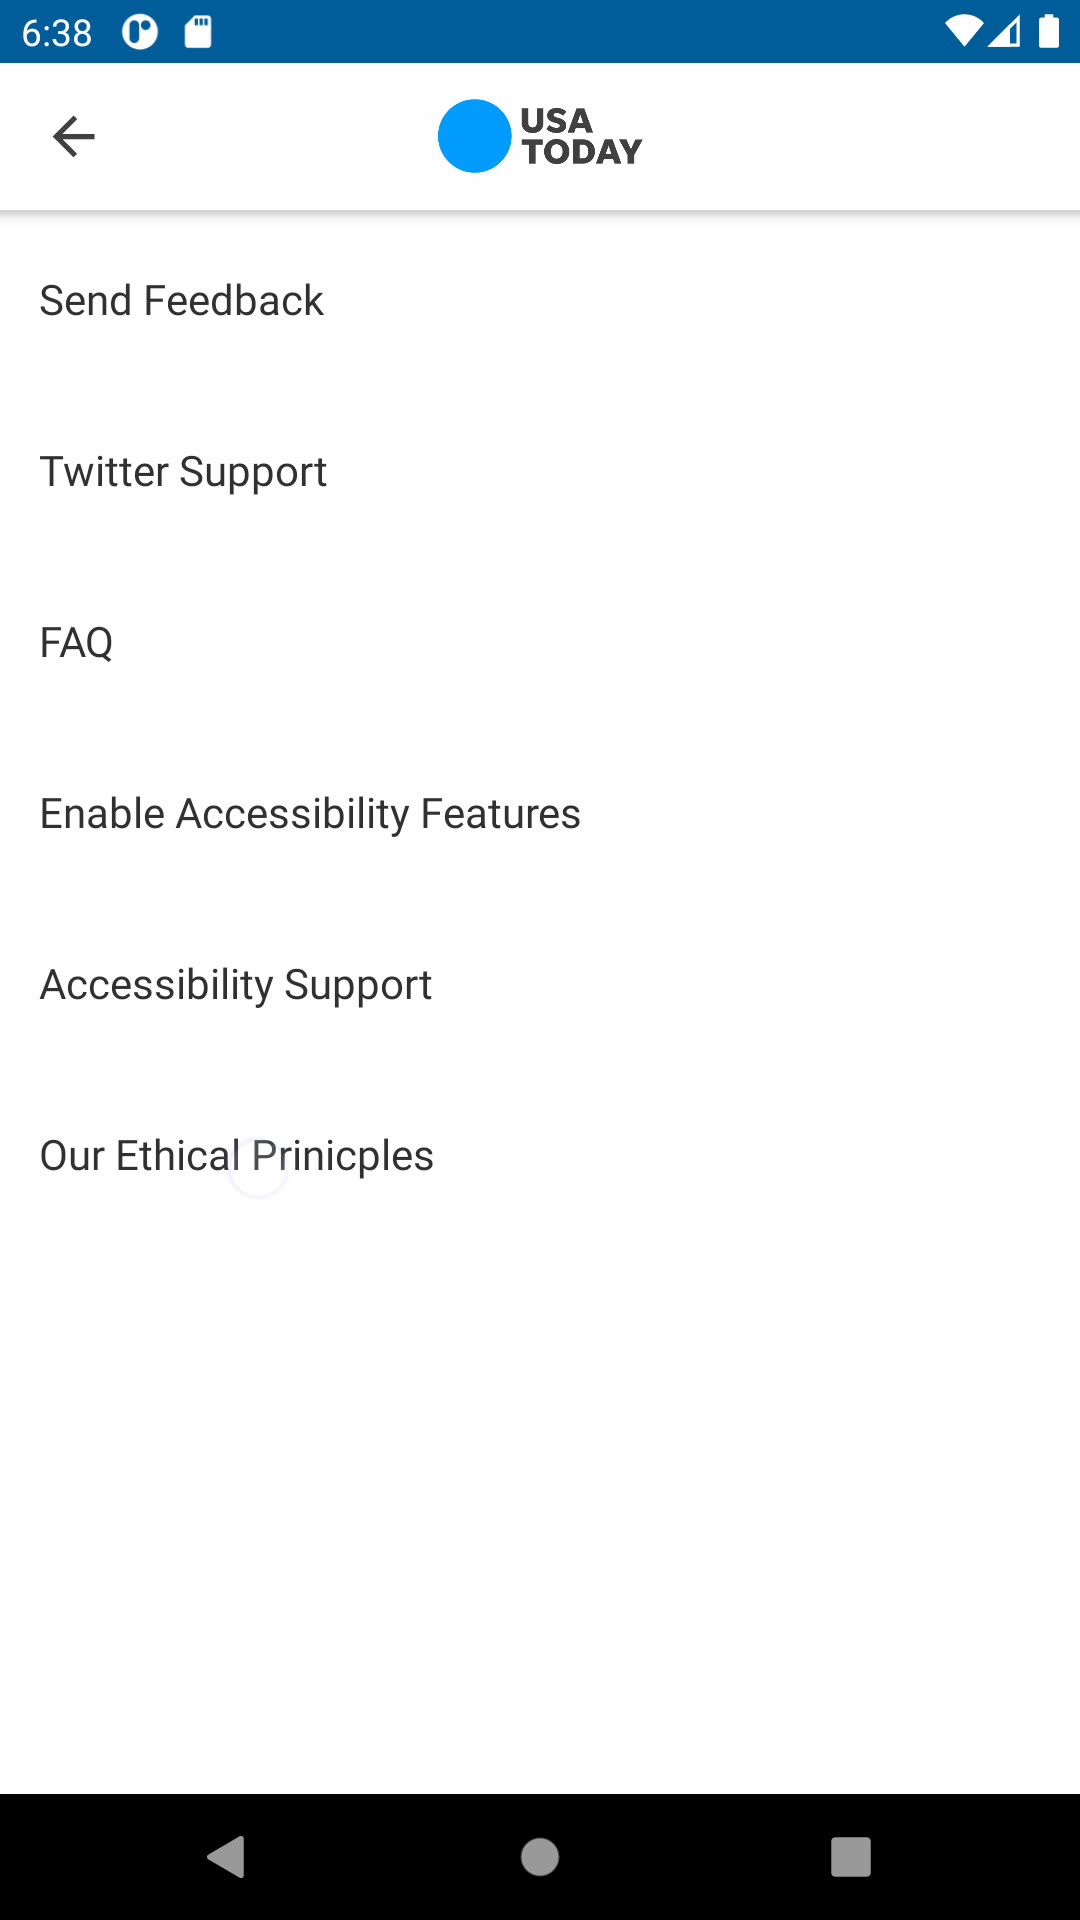 6:38
USA
TODAY
Send Feedback
Twitter Support
FAQ
Enable Accessibility Features
Accessibility Support
Our Ethical Prinicples